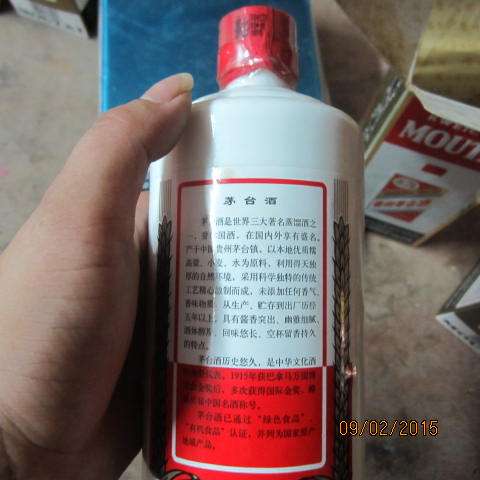 茅台酒
茅台酒是世界三大著名蒸馏酒之
一，誉 国酒。在国内外享有盛名。
产于中国贵州茅台镇，以本地优质糯
高粱、小麦、水为原料，利用得天独
厚的自然环境，采用科学独特的传统
工艺精心酿制而成，未添加任何香气、
香味物质。从生产、贮存到出厂历经
五年以上，具有酱香突出、幽雅细腻、
酒体醇厚、回味悠长、空杯留香持久
的特点。
茅台酒历史悠久，是中华文化酒
代表。1915年获巴拿马万国博
金奖后，多次获得国际金奖，
中国名酒称号。
茅台酒已通过“绿色食品”
“有机食品”认证，并列为国家原产
地域产品。
MOUT
09/02/2015